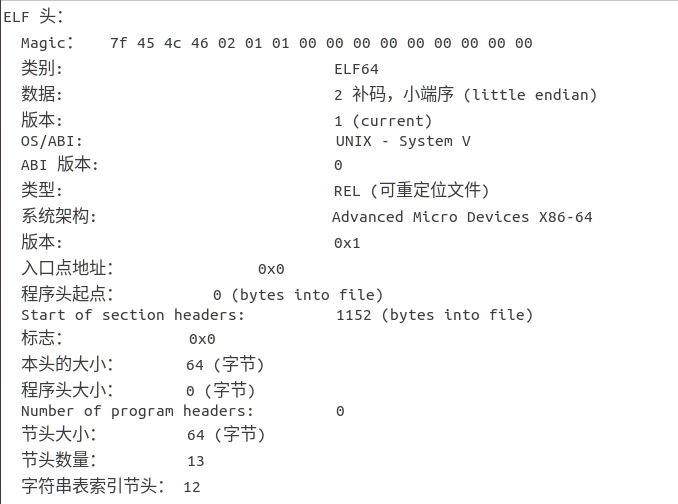 ELF 头：
Magic：  7f 45 4c 46 02 01 01 00 00 00 00 00 00 00 00 00
类别:  ELF64
数据:  2 补码，小端序 (little endian)
版本:  1 (current)
OS/ABI:  UNIX - System V
ABI 版本:  0
类型:  REL (可重定位文件)
系统架构:  Advanced Micro Devices X86-64
版本:  0x1
入口点地址：  0x0
程序头起点：  0 (bytes into file)
Start of section headers:  1152 (bytes into file)
标志：  0x0
本头的大小：  64 (字节)
程序头大小：  0 (字节)
Number of program headers:  0
节头大小：  64 (字节)
节头数量：  13
字符串表索引节头： 12